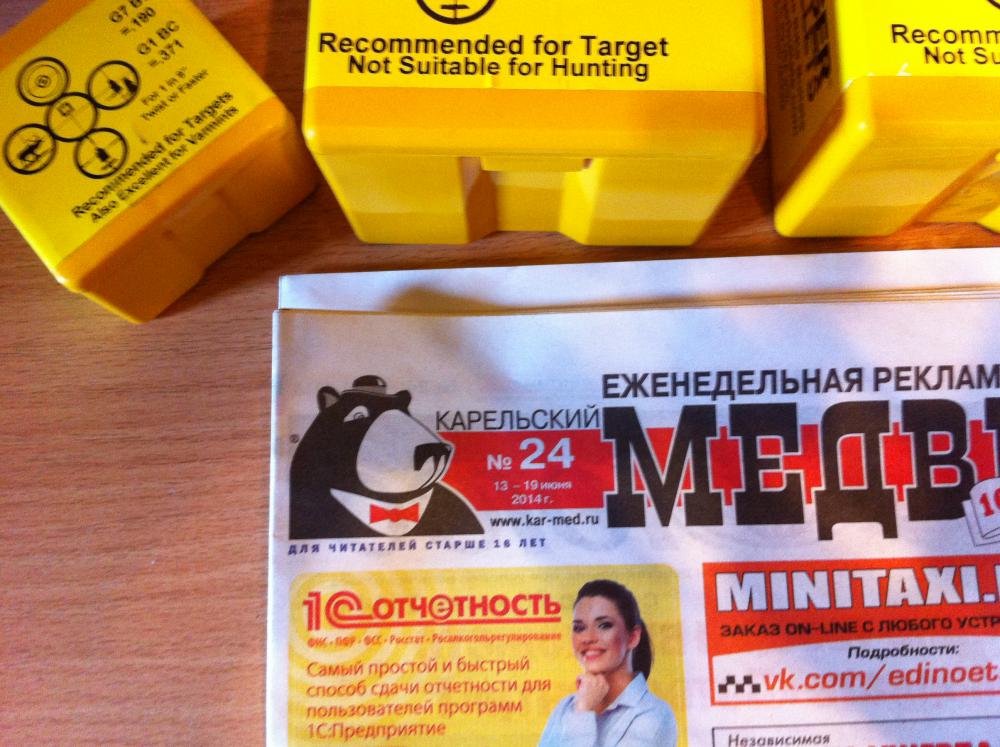 G7 B
=.190
G1 BC
=.371
For 1 in 8"
Twist or Faster
Recommended for Targets
Also Excellent for Varmints
Recommended for Target
Not Suitable for Hunting
Recomm
Not Su
ЕЖЕНЕДЕЛЬНАЯ РЕКЛАМ
КАРЕЛЬСКИЙ
МЕДВ
№ 24
13 – 19 июня
2014 г.
www.kar-med.ru
ДЛЯ ЧИТАТЕЛЕЙ СТАРШЕ 16 ЛЕТ
1С ОТЧЕТНОСТЬ
ФНС • ПФР • ФСС • Росстат • Росалкогольрегулирование
Самый простой и быстрый
способ сдачи отчетности для
пользователей программ
1С:Предприятие
MINITAXI.
ЗАКАЗ ON-LINE С ЛЮБОГО УСТР
Подробности:
vk.com/edinoet
Независимая